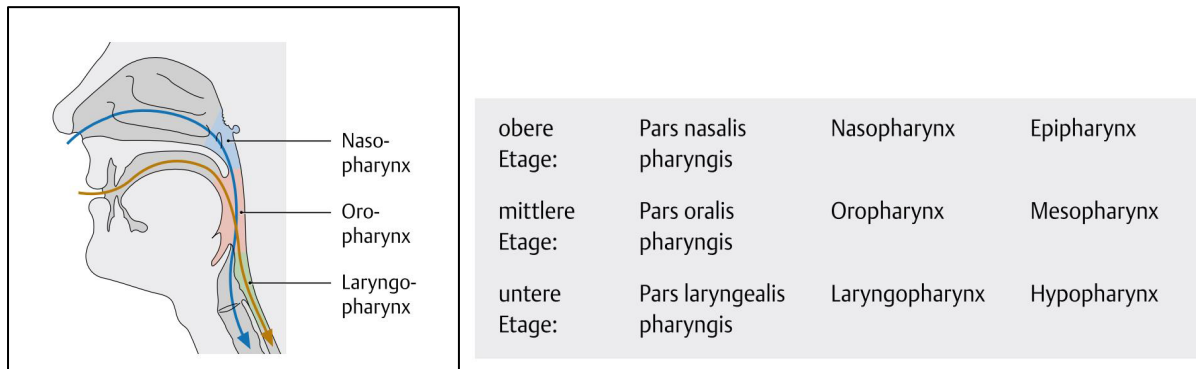 Naso-
pharynx
Oro-
pharynx
Laryngo-
pharynx
obere Etage: Pars nasalis pharyngis Nasopharynx Epipharynx
mittlere Etage: Pars oralis pharyngis Oropharynx Mesopharynx
untere Etage: Pars laryngealis pharyngis Laryngopharynx Hypopharynx